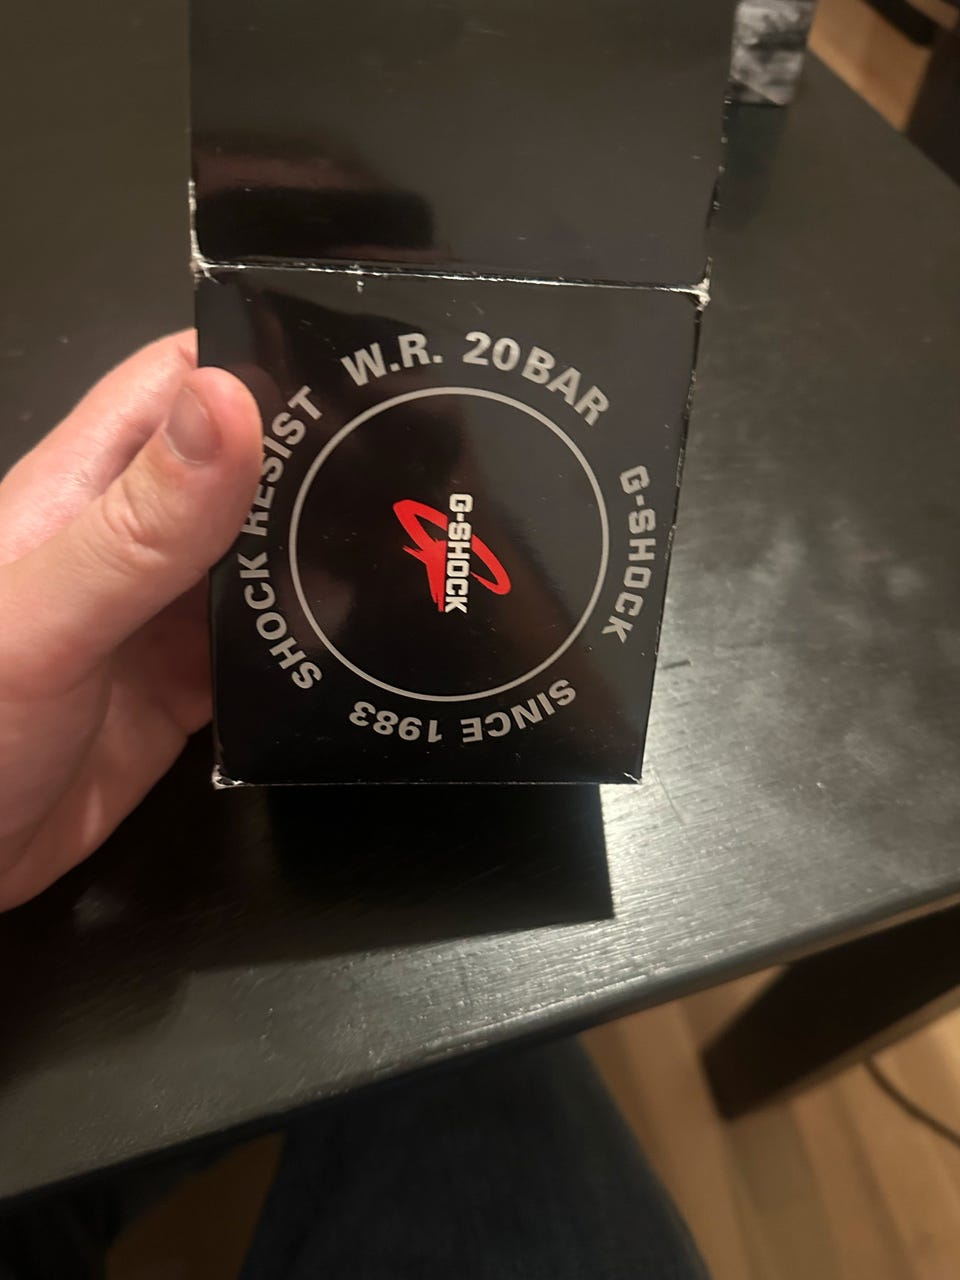 W.R. 20BAR
G-SHOCK
SINCE 1983
SHOCK RESIST
G-SHOCK